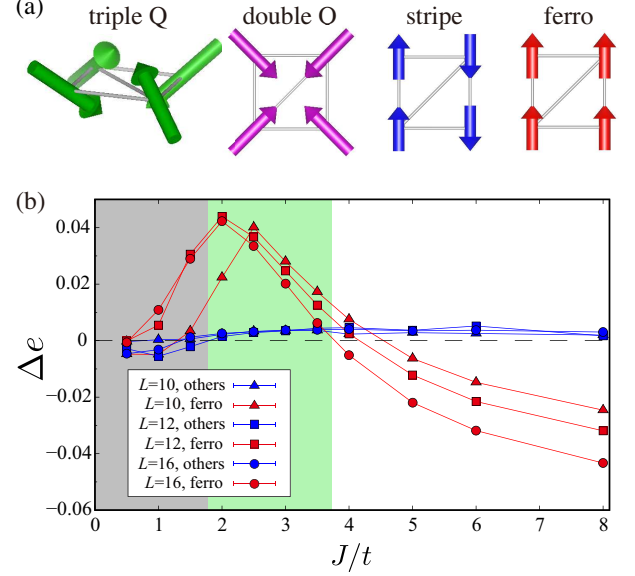 (a)
triple Q
double Q
stripe
ferro
(b)
0.04
0.02
0
−0.02
−0.04
−0.06
Δe
L=10, others
L=10, ferro
L=12, others
L=12, ferro
L=16, others
L=16, ferro
0 1 2 3 4 5 6 7 8
J/t